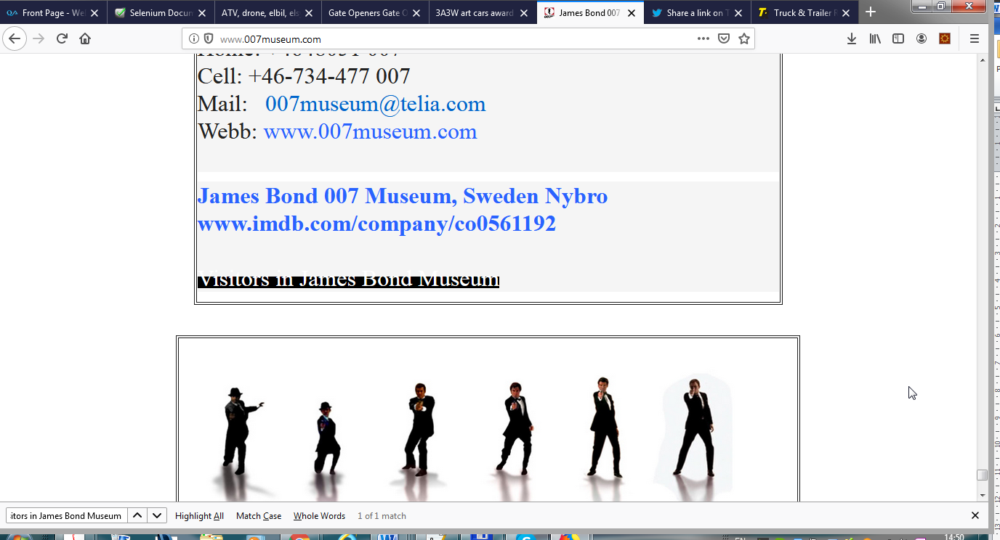 Front Page - Wel
Selenium Docum
ATV, drone, elbil, els
Gate Openers Gate O
3A3W art cars award
James Bond 007
Share a link on T
Truck & Trailer P
www.007museum.com
Cell: +46-734-477 007
Mail: 007museum@telia.com
Webb: www.007museum.com
James Bond 007 Museum, Sweden Nybro
www.imdb.com/company/co0561192
Visitors in James Bond Museum
itors in James Bond Museum
Highlight All
Match Case
Whole Words
1 of 1 match
EN
14:50